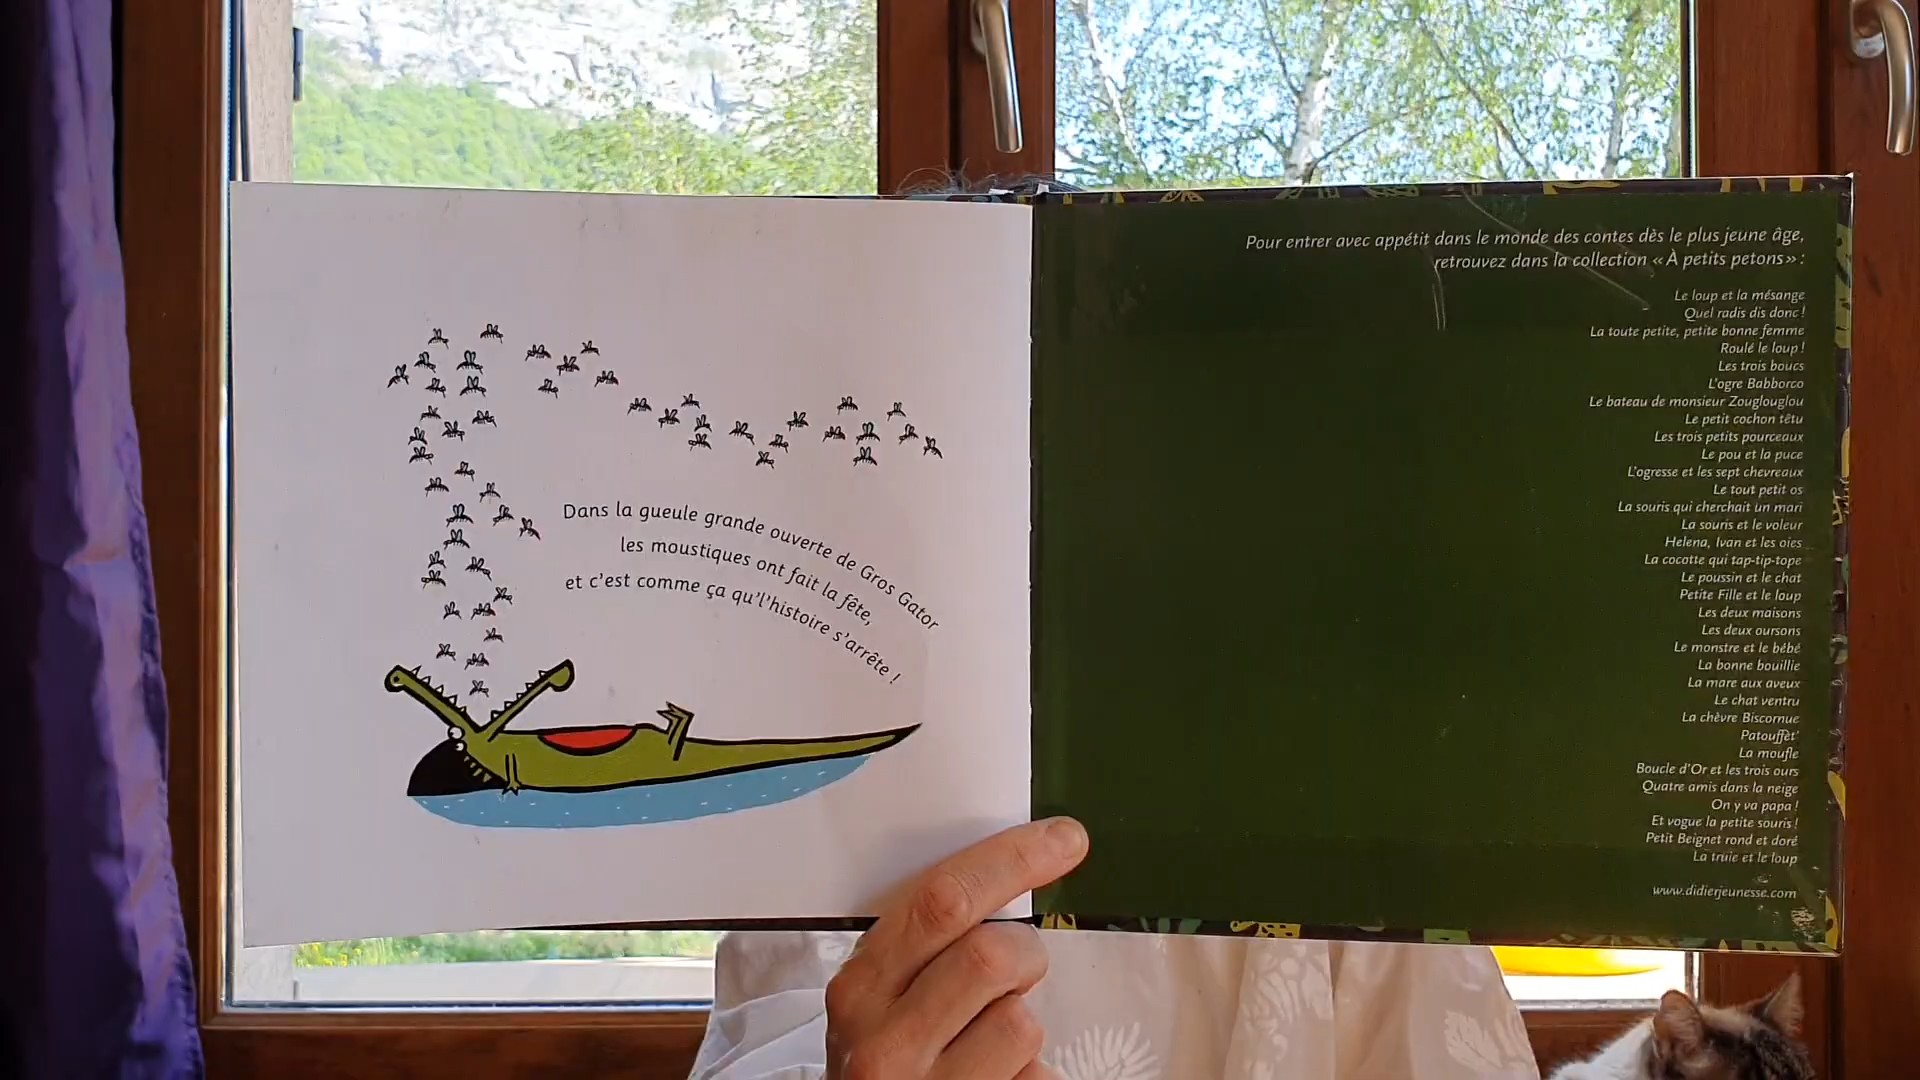 Dans la gueule grande ouverte de Gros Gator
les moustiques ont fait la fête,
et c'est comme ça qu'l'histoire s'arrête !
Pour entrer avec appétit dans le monde des contes dès le plus jeune âge,
retrouvez dans la collection « À petits petons » :
Le loup et la mésange
Quel radis dis donc !
La toute petite, petite bonne femme
Roulé le loup !
Les trois boucs
L'ogre Babborco
Le bateau de monsieur Zouglouglou
Le petit cochon têtu
Les trois petits pourceaux
Le pou et la puce
L'ogresse et les sept chevreaux
Le tout petit os
La souris qui cherchait un mari
La souris et le voleur
Helena, Ivan et les oies
La cocotte qui tap-tip-tope
Le poussin et le chat
Petite Fille et le loup
Les deux maisons
Les deux oursons
Le monstre et le bébé
La bonne bouillie
La mare aux aveux
Le chat ventru
La chèvre Biscornue
Patouffèt'
La moufle
Boucle d'Or et les trois ours
Quatre amis dans la neige
On y va papa !
Et vogue la petite souris !
Petit Beignet rond et doré
La truie et le loup
www.didierjeunesse.com